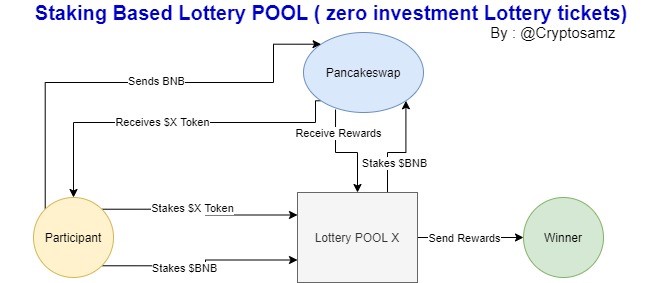 Staking Based Lottery POOL ( zero investment Lottery tickets)
By : @Cryptosamz
Pancakeswap
Sends BNB
Receives $X Token
Receive Rewards
Stakes $BNB
Stakes $X Token
Participant
Lottery POOL X
Send Rewards
Winner
Stakes $BNB